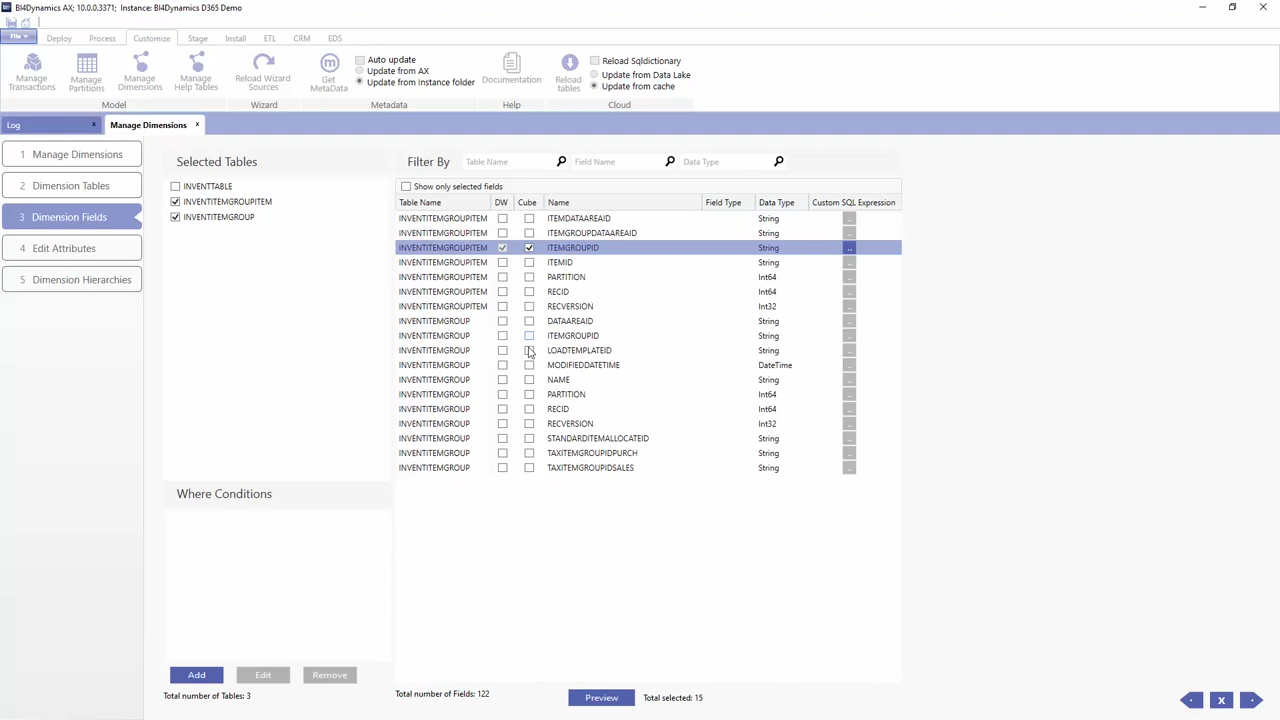 BI4Dynamics AX; 10.0.0.3371; Instance: BI4Dynamics D365 Demo
File Deploy Process Customize Stage Install ETL CRM EDS
Manage Transactions
Manage Partitions
Manage Dimensions
Manage Help Tables
Model
Reload Wizard Sources
Wizard
Get MetaData
Auto update
Update from AX
Update from Instance folder
Metadata
Documentation
Help
Reload tables
Reload Sqldictionary
Update from Data Lake
Update from cache
Cloud
Log x Manage Dimensions x
1 Manage Dimensions
2 Dimension Tables
3 Dimension Fields
4 Edit Attributes
5 Dimension Hierarchies
Selected Tables
INVENTTABLE
INVENTITEMGROUPITEM
INVENTITEMGROUP
Where Conditions
Add Edit Remove
Total number of Tables: 3
Filter By Table Name Field Name Data Type
Show only selected fields
Table Name DW Cube Name Field Type Data Type Custom SQL Expression
INVENTITEMGROUPITEM ITEMDATAAREAID String ..
INVENTITEMGROUPITEM ITEMGROUPDATAAREAID String ..
INVENTITEMGROUPITEM ITEMGROUPID String ..
INVENTITEMGROUPITEM ITEMID String ..
INVENTITEMGROUPITEM PARTITION Int64 ..
INVENTITEMGROUPITEM RECID Int64 ..
INVENTITEMGROUPITEM RECVERSION Int32 ..
INVENTITEMGROUP DATAAREAID String ..
INVENTITEMGROUP ITEMGROUPID String ..
INVENTITEMGROUP LOADTEMPLATEID String ..
INVENTITEMGROUP MODIFIEDDATETIME DateTime ..
INVENTITEMGROUP NAME String ..
INVENTITEMGROUP PARTITION Int64 ..
INVENTITEMGROUP RECID Int64 ..
INVENTITEMGROUP RECVERSION Int32 ..
INVENTITEMGROUP STANDARDITEMALLOCATEID String ..
INVENTITEMGROUP TAXITEMGROUPIDPURCH String ..
INVENTITEMGROUP TAXITEMGROUPIDSALES String ..
Total number of Fields: 122
Preview
Total selected: 15
X